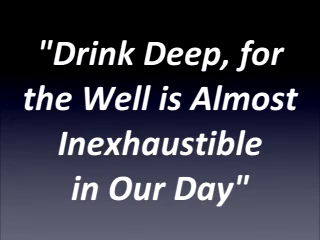 "Drink Deep, for
the Well is Almost
Inexhaustible
in Our Day"